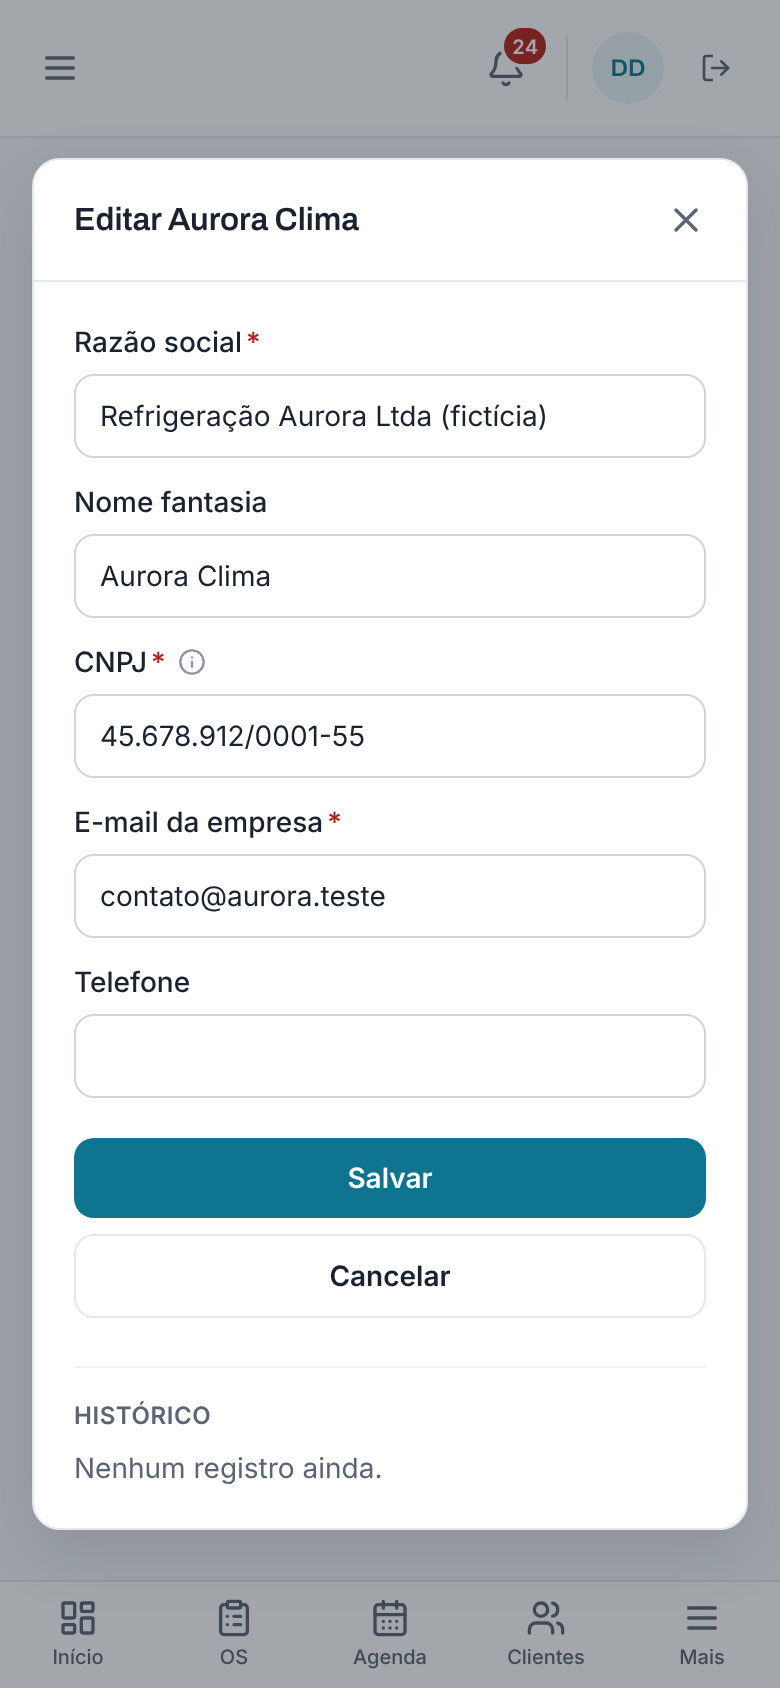 24
DD
Editar Aurora Clima
Razão social *
Refrigeração Aurora Ltda (fictícia)
Nome fantasia
Aurora Clima
CNPJ *
45.678.912/0001-55
E-mail da empresa *
contato@aurora.teste
Telefone
Salvar
Cancelar
HISTÓRICO
Nenhum registro ainda.
Início OS Agenda Clientes Mais